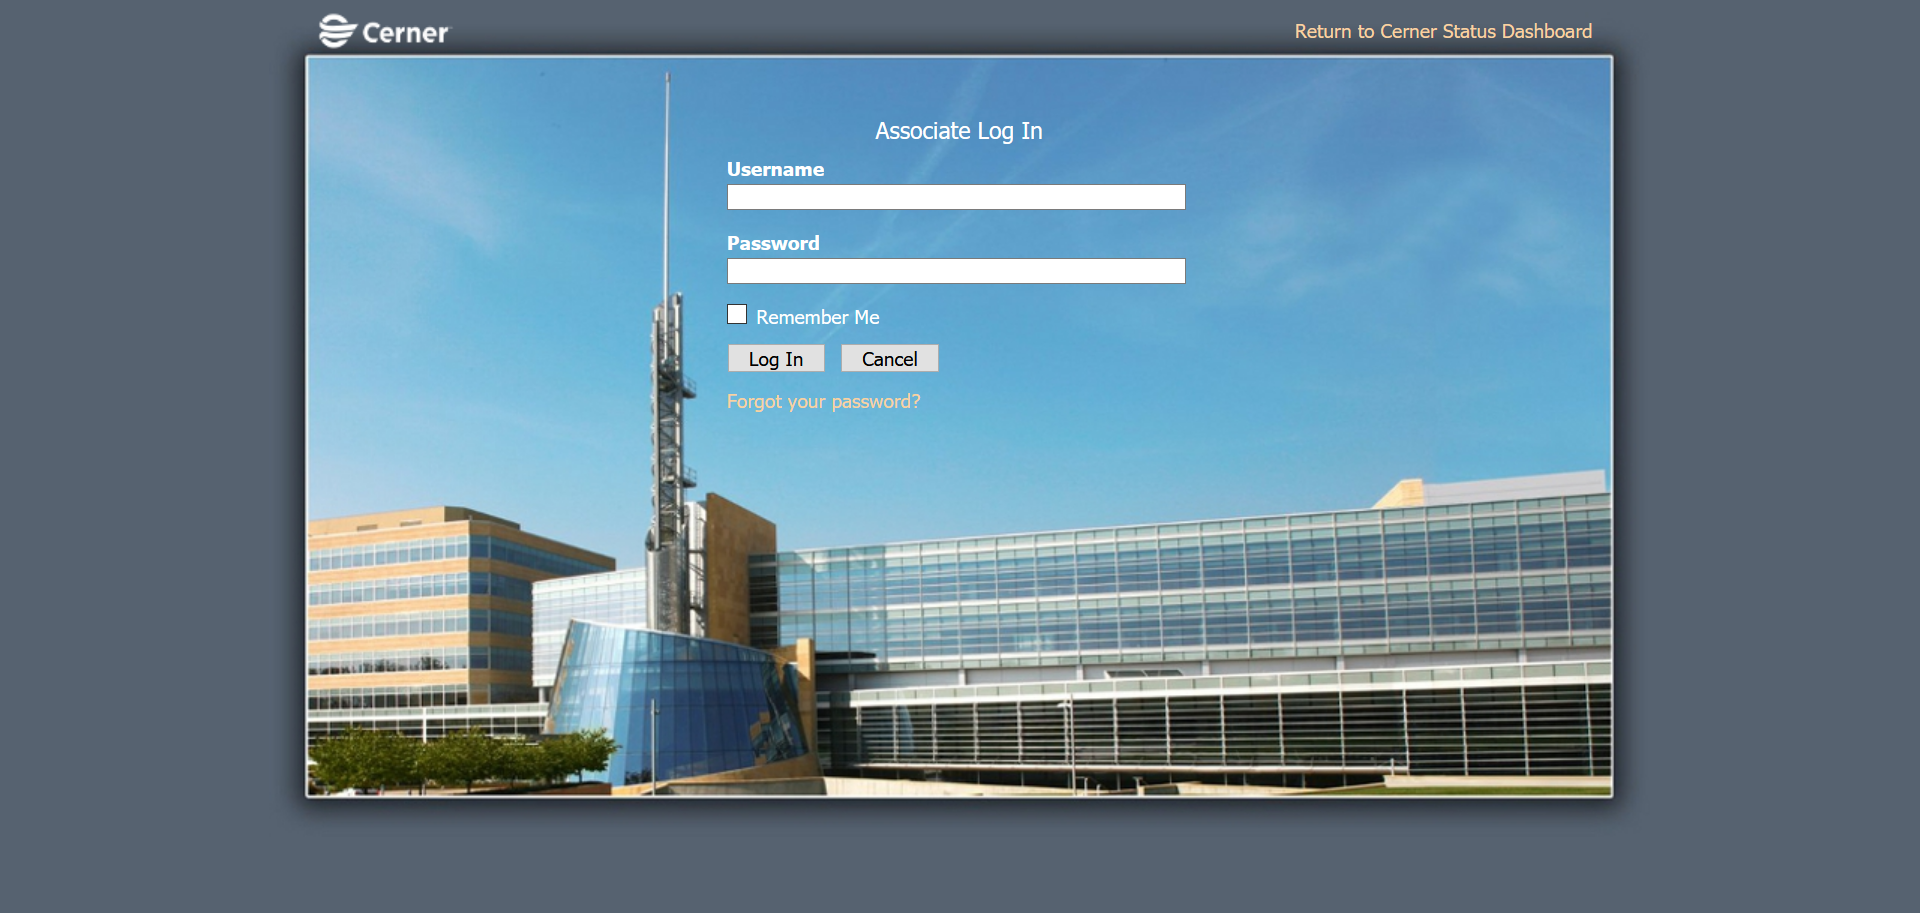 Cerner
Return to Cerner Status Dashboard
Associate Log In
Username
Password
Remember Me
Log In
Cancel
Forgot your password?